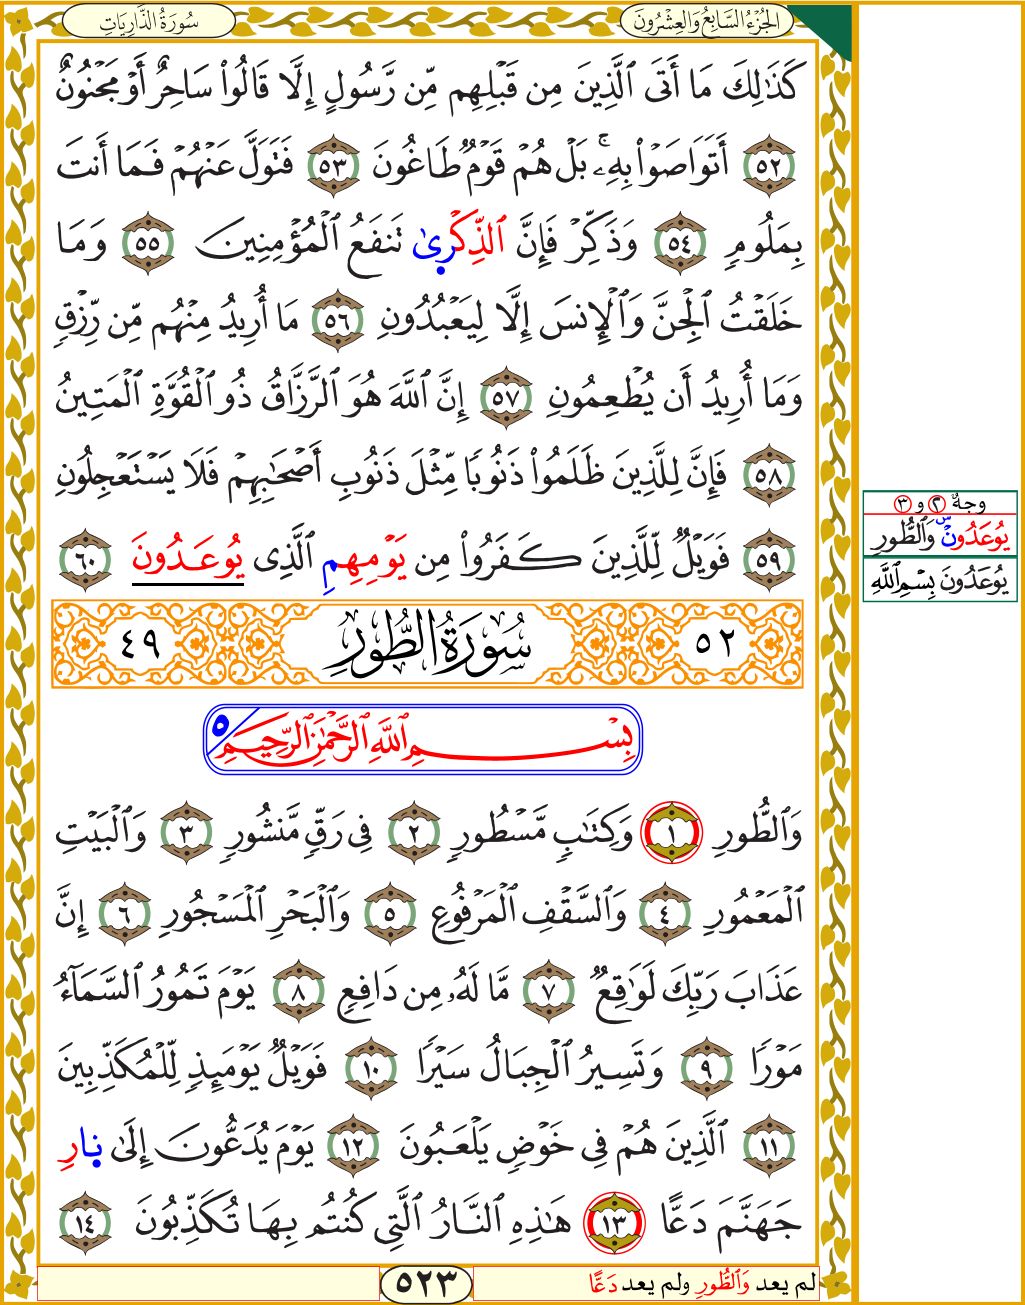 الجُزْءُ السَّابِعُ وَالعِشْرُونَ
سُورَةُ الذَّارِيَاتِ
كَذَٰلِكَ مَا أَتَى ٱلَّذِينَ مِن قَبْلِهِم مِّن رَّسُولٍ إِلَّا قَالُوا۟ سَاحِرٌ أَوْ مَجْنُونٌ
٥٢ أَتَوَاصَوْا۟ بِهِۦۚ بَلْ هُمْ قَوْمٌ طَاغُونَ ٥٣ فَتَوَلَّ عَنْهُمْ فَمَا أَنتَ
بِمَلُومٍ ٥٤ وَذَكِّرْ فَإِنَّ ٱلذِّكْرَىٰ تَنفَعُ ٱلْمُؤْمِنِينَ ٥٥ وَمَا
خَلَقْتُ ٱلْجِنَّ وَٱلْإِنسَ إِلَّا لِيَعْبُدُونِ ٥٦ مَا أُرِيدُ مِنْهُم مِّن رِّزْقٍ
وَمَا أُرِيدُ أَن يُطْعِمُونِ ٥٧ إِنَّ ٱللَّهَ هُوَ ٱلرَّزَّاقُ ذُو ٱلْقُوَّةِ ٱلْمَتِينُ
٥٨ فَإِنَّ لِلَّذِينَ ظَلَمُوا۟ ذَنُوبًا مِّثْلَ ذَنُوبِ أَصْحَٰبِهِمْ فَلَا يَسْتَعْجِلُونِ
٥٩ فَوَيْلٌ لِّلَّذِينَ كَفَرُوا۟ مِن يَوْمِهِمِ ٱلَّذِى يُوعَدُونَ ٦٠
٥٢ سُورَةُ الطُّورِ ٤٩
بِسْمِ ٱللَّهِ ٱلرَّحْمَٰنِ ٱلرَّحِيمِ ٥
وَٱلطُّورِ ١ وَكِتَٰبٍ مَّسْطُورٍ ٢ فِى رَقٍّ مَّنشُورٍ ٣ وَٱلْبَيْتِ
ٱلْمَعْمُورِ ٤ وَٱلسَّقْفِ ٱلْمَرْفُوعِ ٥ وَٱلْبَحْرِ ٱلْمَسْجُورِ ٦ إِنَّ
عَذَابَ رَبِّكَ لَوَٰقِعٌ ٧ مَّا لَهُۥ مِن دَافِعٍ ٨ يَوْمَ تَمُورُ ٱلسَّمَآءُ
مَوْرًا ٩ وَتَسِيرُ ٱلْجِبَالُ سَيْرًا ١٠ فَوَيْلٌ يَوْمَئِذٍ لِّلْمُكَذِّبِينَ
١١ ٱلَّذِينَ هُمْ فِى خَوْضٍ يَلْعَبُونَ ١٢ يَوْمَ يُدَعُّونَ إِلَىٰ نَارِ
جَهَنَّمَ دَعًّا ١٣ هَٰذِهِ ٱلنَّارُ ٱلَّتِى كُنتُم بِهَا تُكَذِّبُونَ ١٤
وجهٌ ٢ و ٣
يُوعَدُونَ س وَٱلطُّورِ
يُوعَدُونَ بِسْمِ ٱللَّهِ
لم يعد وَٱلطُّورِ ولم يعد دَعًّا
٥٢٣